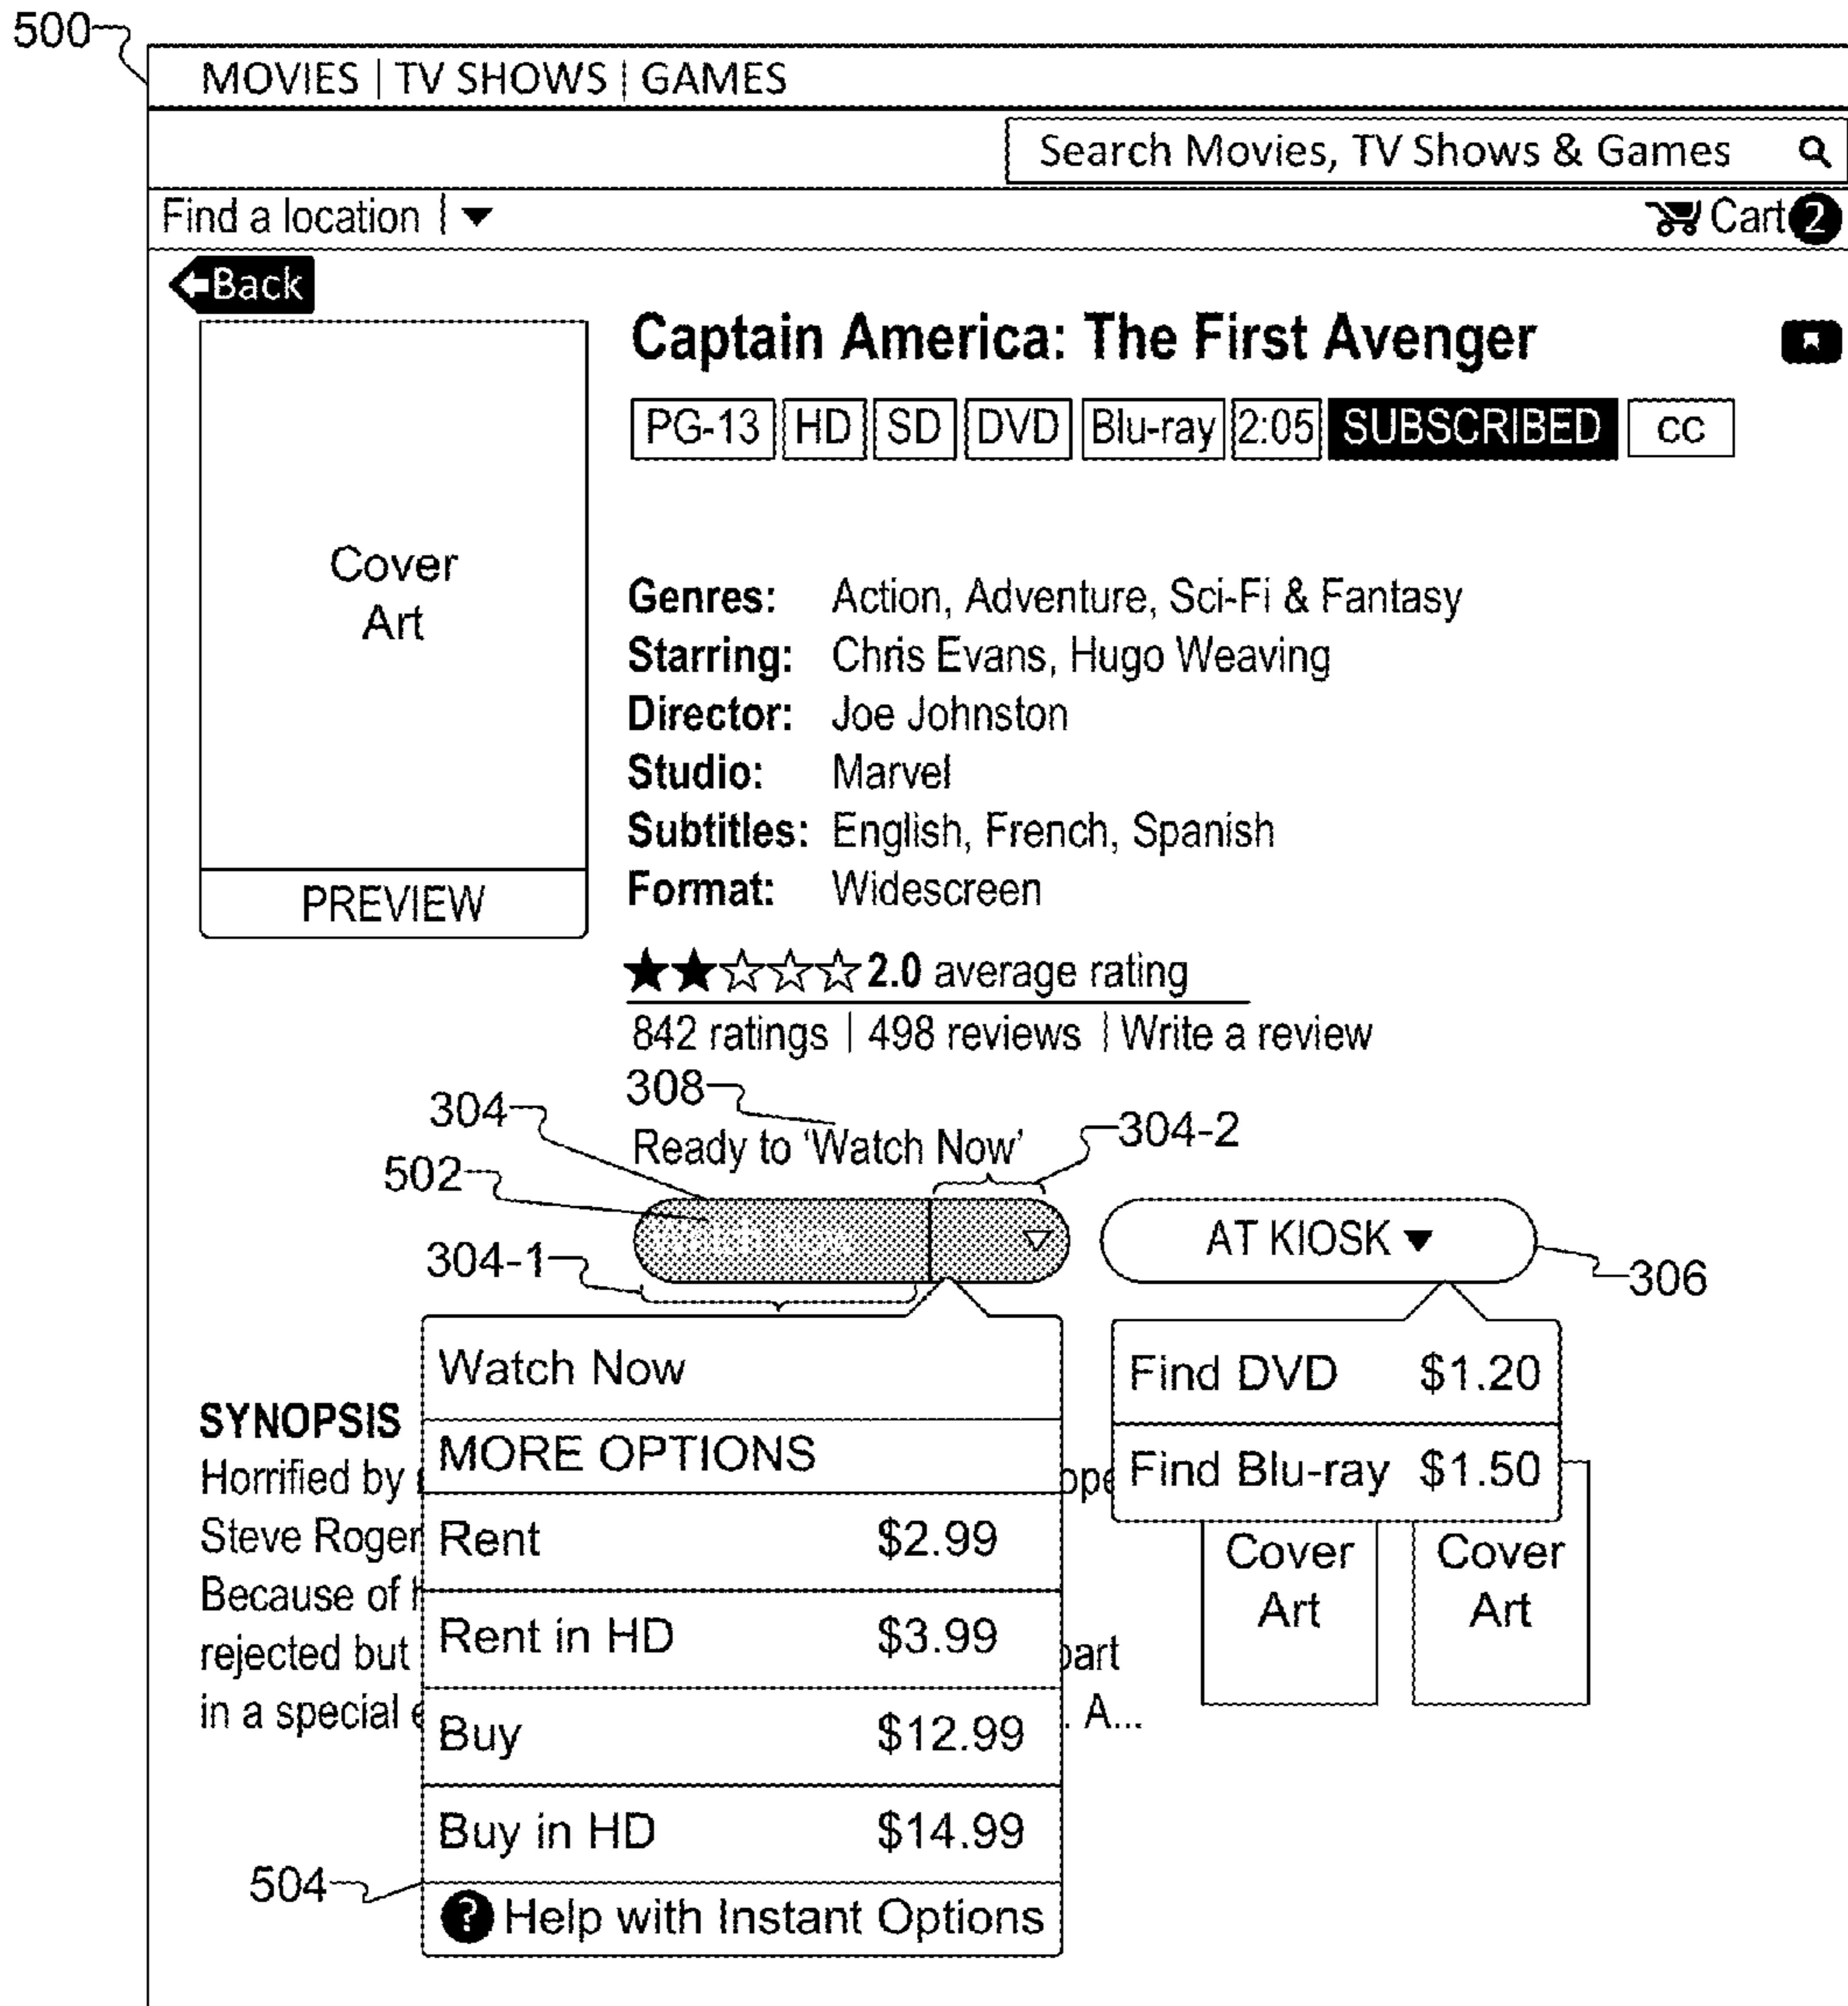 500
MOVIES | TV SHOWS | GAMES
Search Movies, TV Shows & Games
Find a location |
Cart 2
Back
Captain America: The First Avenger
PG-13 HD SD DVD Blu-ray 2:05 SUBSCRIBED CC
Cover
Art
PREVIEW
Genres: Action, Adventure, Sci-Fi & Fantasy
Starring: Chris Evans, Hugo Weaving
Director: Joe Johnston
Studio: Marvel
Subtitles: English, French, Spanish
Format: Widescreen
2.0 average rating
842 ratings | 498 reviews | Write a review
308
304
304-2
Ready to 'Watch Now'
502
AT KIOSK
304-1
306
Watch Now
MORE OPTIONS
Rent $2.99
Rent in HD $3.99
Buy $12.99
Buy in HD $14.99
? Help with Instant Options
504
Find DVD $1.20
Find Blu-ray $1.50
Cover
Art
Cover
Art
SYNOPSIS
Horrified by
Steve Roger
Because of
rejected but
in a special
A...